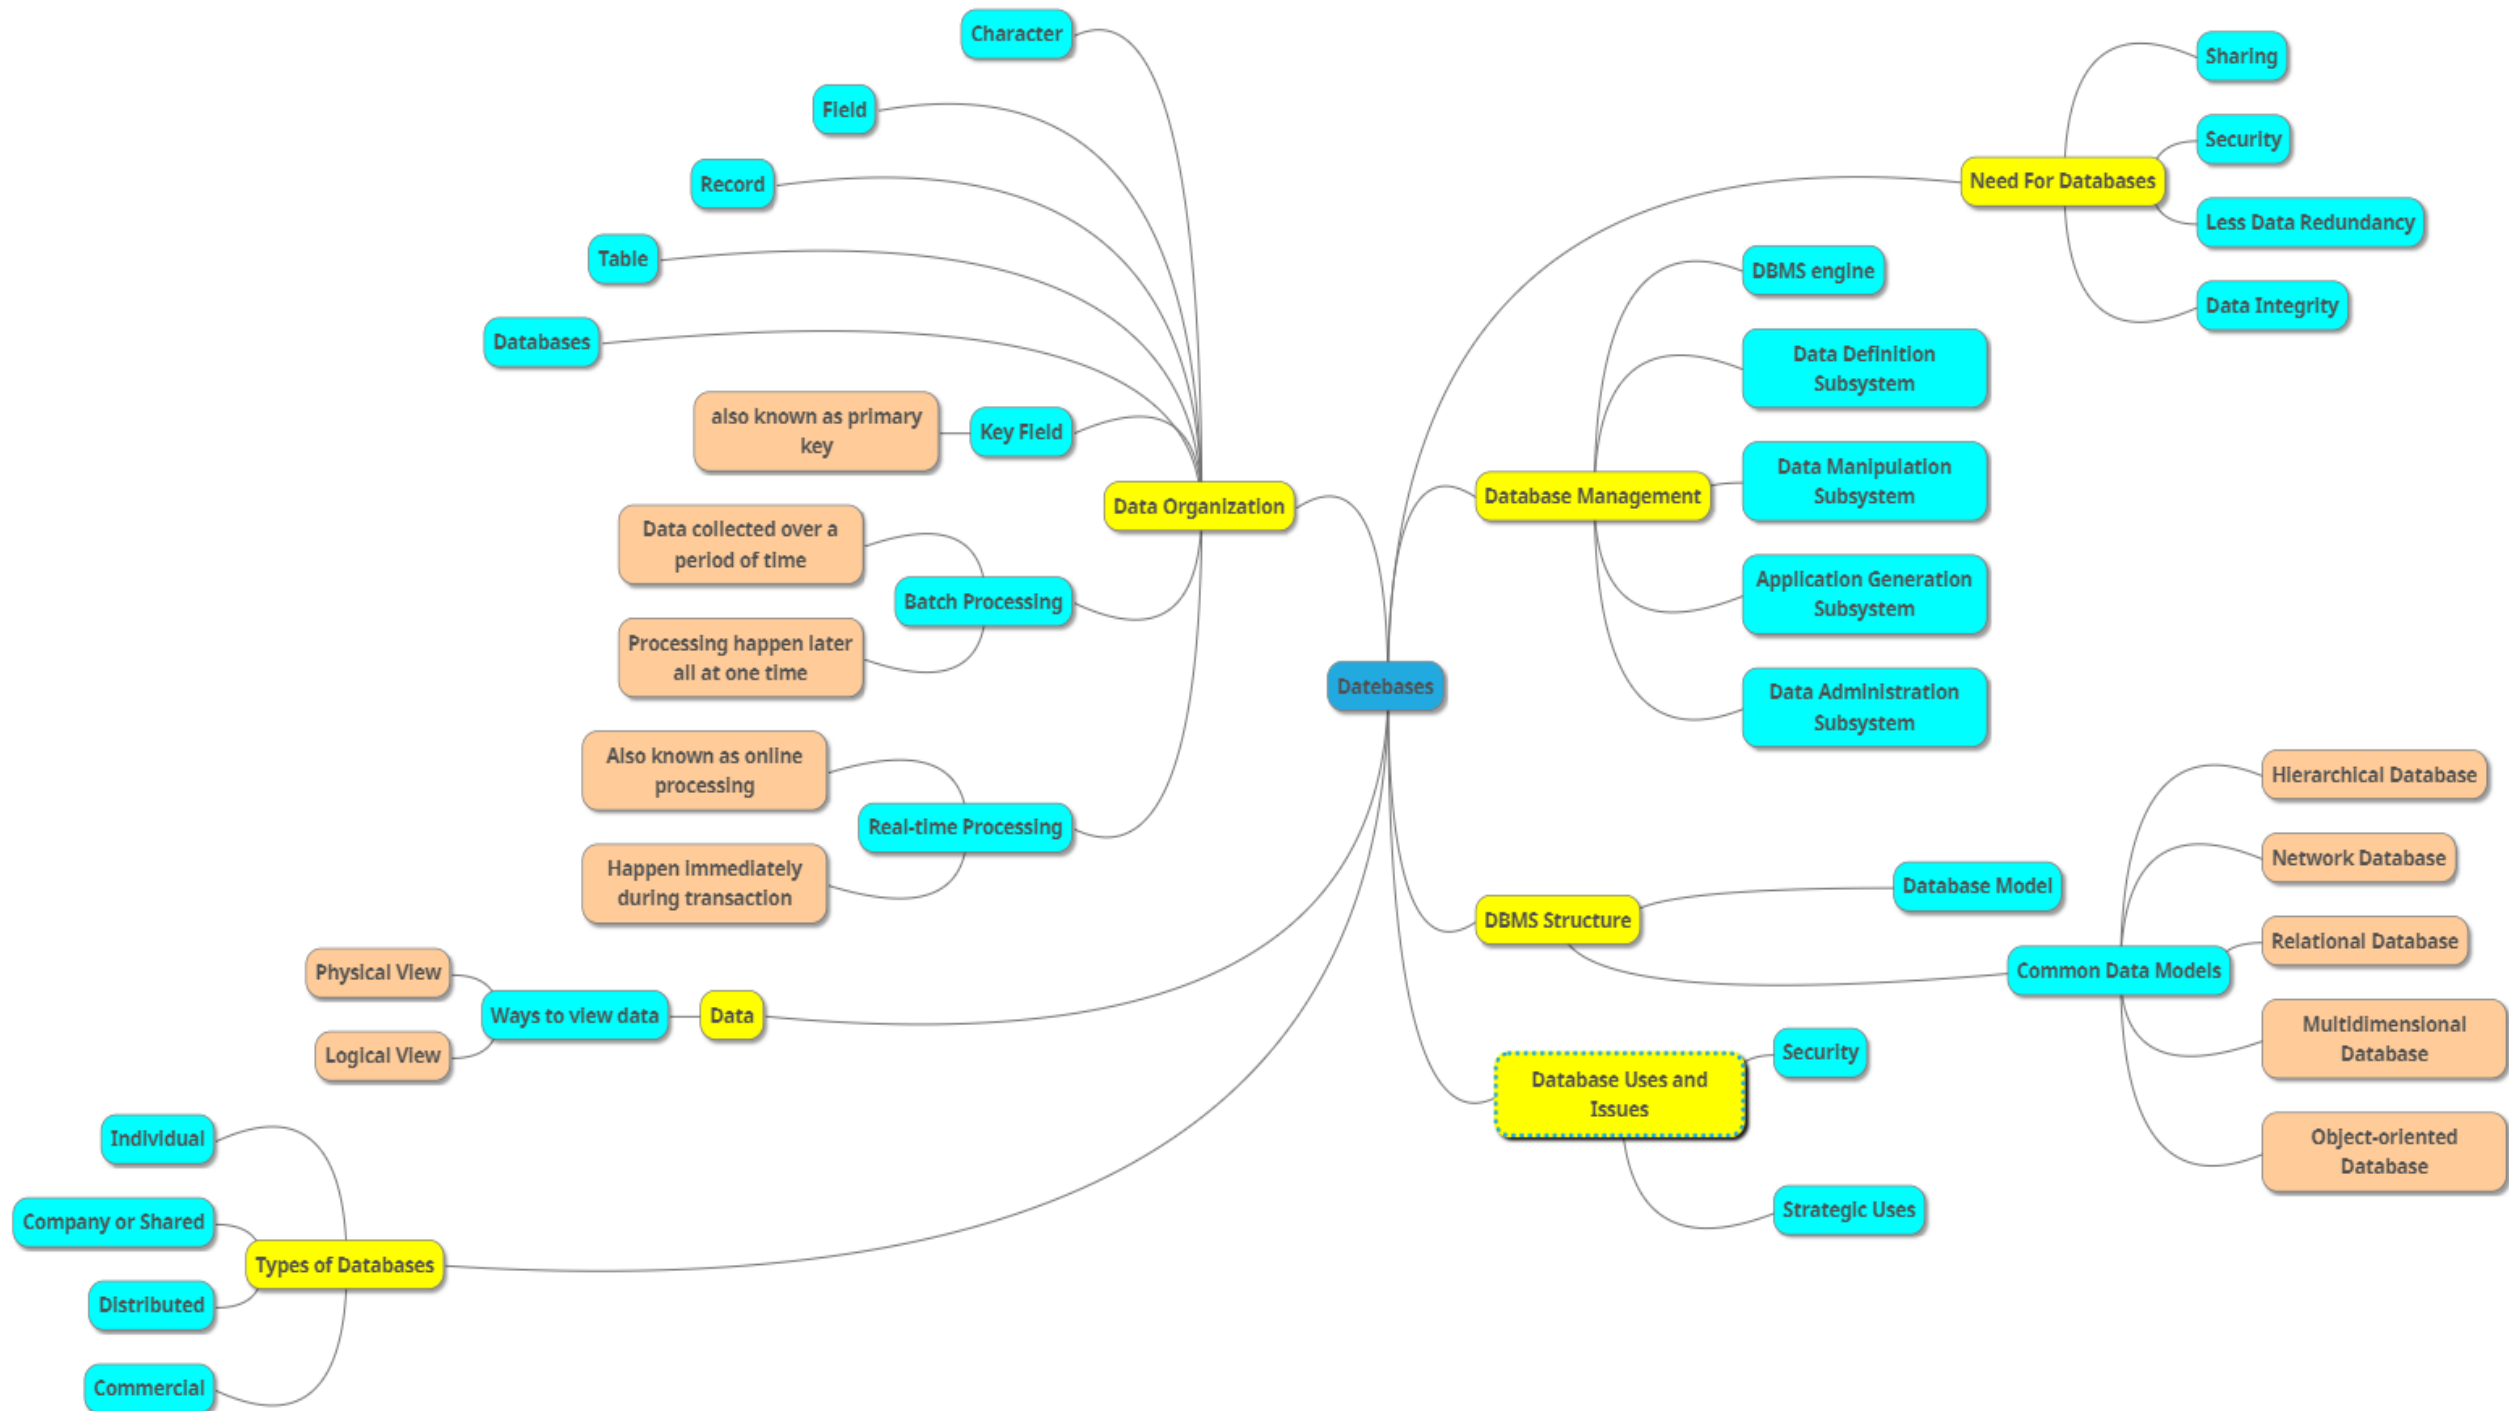 Character
Field
Record
Table
Databases
also known as primary
key
Key Field
Data Organization
Data collected over a
period of time
Batch Processing
Processing happen later
all at one time
Also known as online
processing
Real-time Processing
Happen immediately
during transaction
Physical View
Ways to view data
Data
Logical View
Individual
Company or Shared
Types of Databases
Distributed
Commercial
Datebases
Sharing
Security
Need For Databases
Less Data Redundancy
Data Integrity
DBMS engine
Data Definition
Subsystem
Database Management
Data Manipulation
Subsystem
Application Generation
Subsystem
Data Administration
Subsystem
DBMS Structure
Database Model
Common Data Models
Hierarchical Database
Network Database
Relational Database
Multidimensional
Database
Object-oriented
Database
Database Uses and
Issues
Security
Strategic Uses